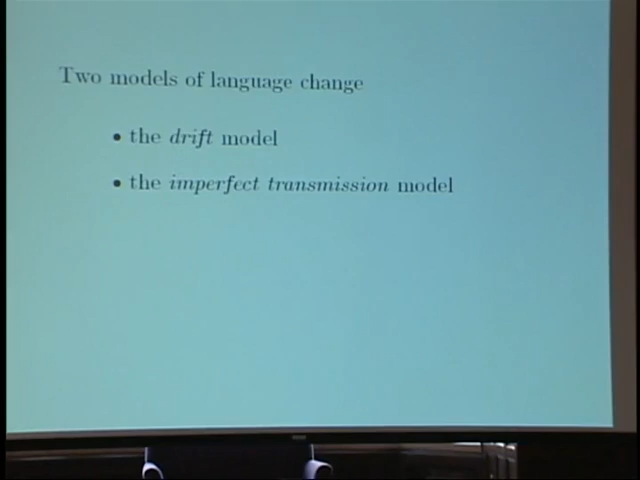 Two models of language change
• the drift model
• the imperfect transmission model